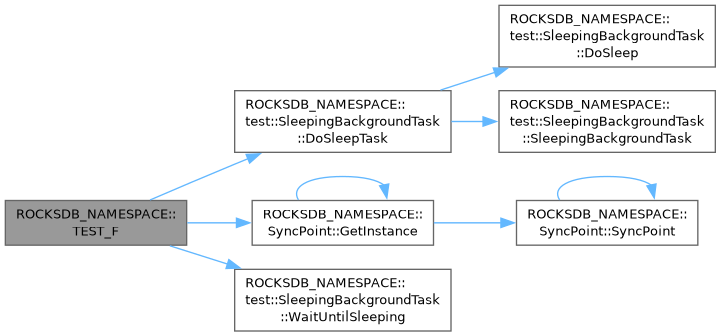 ROCKSDB_NAMESPACE::
TEST_F
ROCKSDB_NAMESPACE::
test::SleepingBackgroundTask
::DoSleepTask
ROCKSDB_NAMESPACE::
test::SleepingBackgroundTask
::DoSleep
ROCKSDB_NAMESPACE::
test::SleepingBackgroundTask
::SleepingBackgroundTask
ROCKSDB_NAMESPACE::
SyncPoint::GetInstance
ROCKSDB_NAMESPACE::
SyncPoint::SyncPoint
ROCKSDB_NAMESPACE::
test::SleepingBackgroundTask
::WaitUntilSleeping